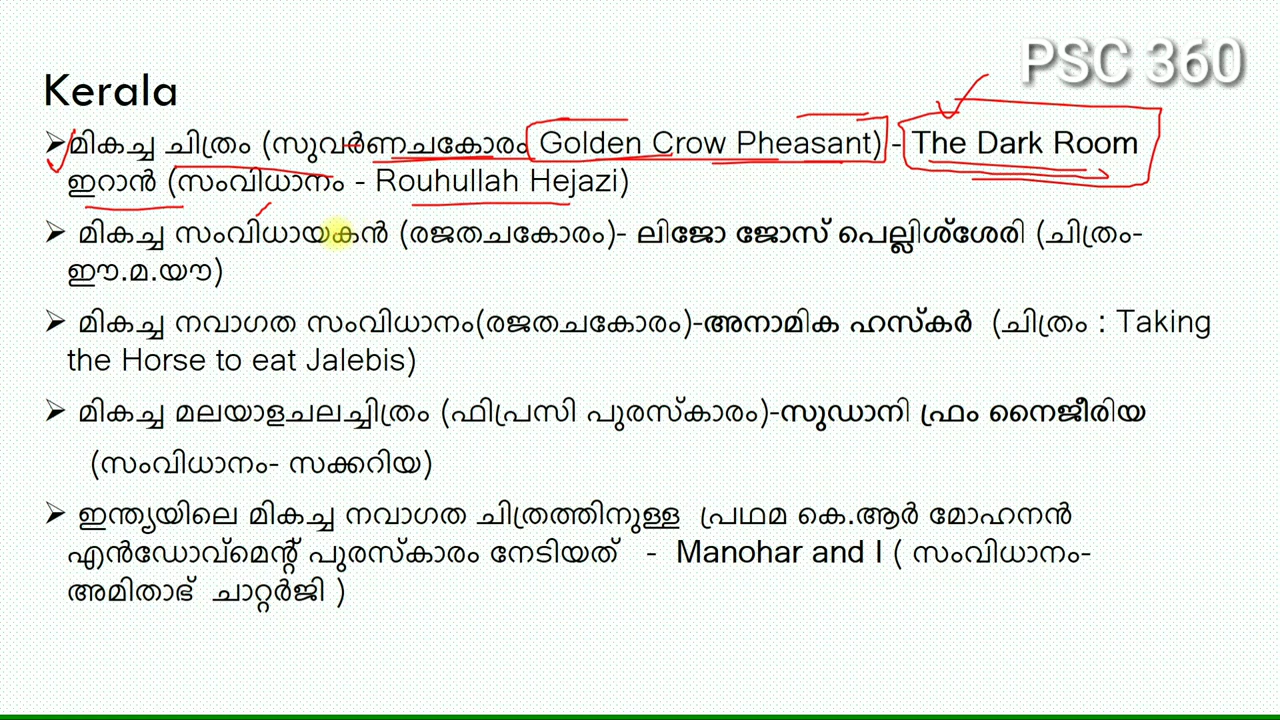 PSC 360
Kerala
➤മികച്ച ചിത്രം (സുവർണചകോരം Golden Crow Pheasant) - The Dark Room
ഇറാൻ (സംവിധാനം - Rouhullah Hejazi)
➤ മികച്ച സംവിധായകൻ (രജതചകോരം)- ലിജോ ജോസ് പെല്ലിശ്ശേരി (ചിത്രം-
ഈ.മ.യൗ)
➤ മികച്ച നവാഗത സംവിധാനം(രജതചകോരം)-അനാമിക ഹസ്കർ (ചിത്രം : Taking
the Horse to eat Jalebis)
➤ മികച്ച മലയാളചലച്ചിത്രം (ഫിപ്രസി പുരസ്കാരം)-സുഡാനി ഫ്രം നൈജീരിയ
(സംവിധാനം- സക്കറിയ)
➤ ഇന്ത്യയിലെ മികച്ച നവാഗത ചിത്രത്തിനുള്ള പ്രഥമ കെ.ആർ മോഹനൻ
എൻഡോവ്മെന്റ് പുരസ്കാരം നേടിയത് - Manohar and I ( സംവിധാനം-
അമിതാഭ് ചാറ്റർജി )